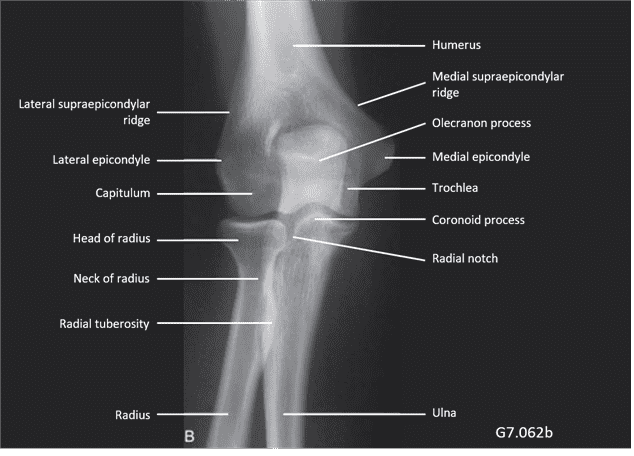 Humerus
Medial supraepicondylar
ridge
Lateral supraepicondylar
ridge
Olecranon process
Lateral epicondyle
Medial epicondyle
Capitulum
Trochlea
Coronoid process
Head of radius
Radial notch
Neck of radius
Radial tuberosity
Radius
Ulna
B
G7.062b